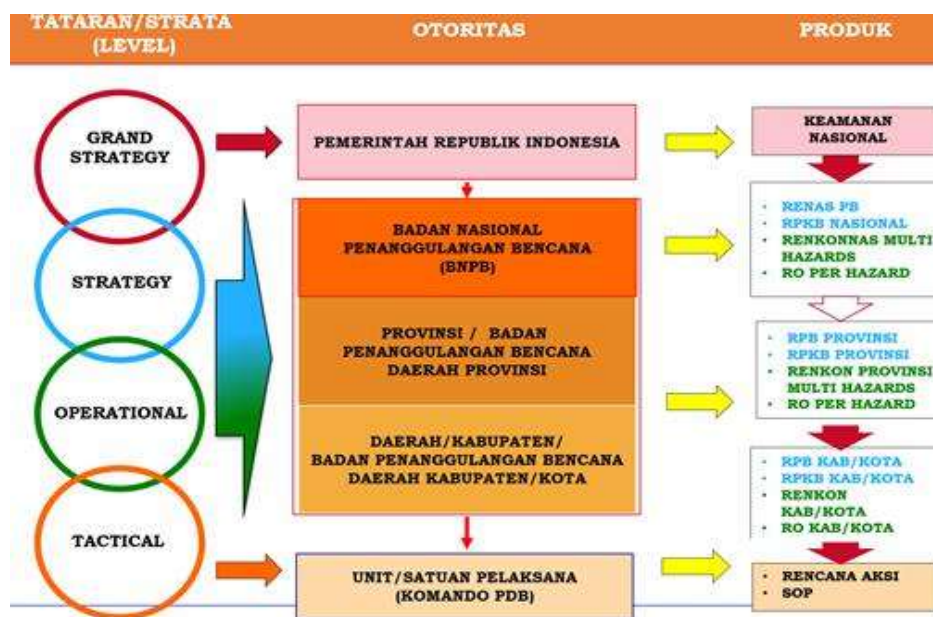 TATARAN/STRATA
(LEVEL)
OTORITAS
PRODUK
GRAND
STRATEGY
STRATEGY
OPERATIONAL
TACTICAL
PEMERINTAH REPUBLIK INDONESIA
BADAN NASIONAL
PENANGGULANGAN BENCANA
(BNPB)
PROVINSI / BADAN
PENANGGULANGAN BENCANA
DAERAH PROVINSI
DAERAH/KABUPATEN/
BADAN PENANGGULANGAN BENCANA
DAERAH KABUPATEN/KOTA
UNIT/SATUAN PELAKSANA
(KOMANDO PDB)
KEAMANAN
NASIONAL
• RENAS PB
• RPKB NASIONAL
• RENKONNAS MULTI
HAZARDS
• RO PER HAZARD
• RPB PROVINSI
• RPKB PROVINSI
• RENKON PROVINSI
MULTI HAZARDS
• RO PER HAZARD
• RPB KAB/KOTA
• RPKB KAB/KOTA
• RENKON
KAB/KOTA
• RO KAB/KOTA
• RENCANA AKSI
• SOP